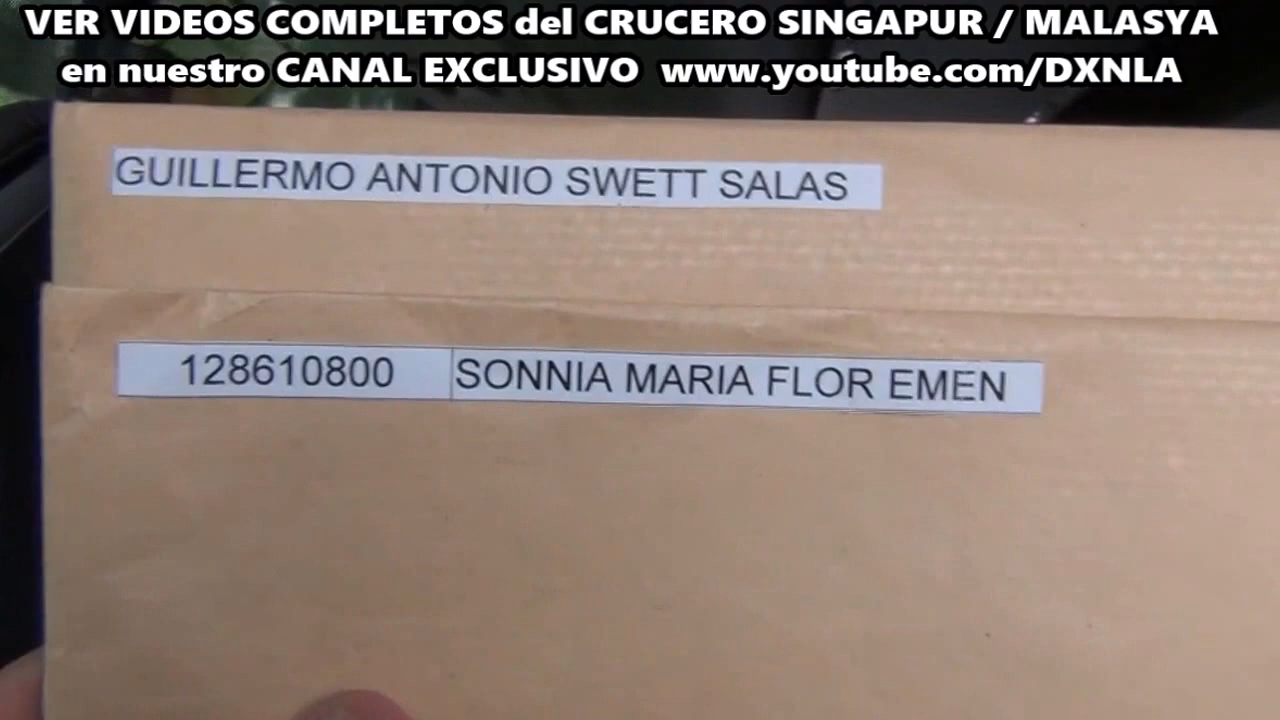 VER VIDEOS COMPLETOS del CRUCERO SINGAPUR / MALASYA
en nuestro CANAL EXCLUSIVO www.youtube.com/DXNLA
GUILLERMO ANTONIO SWETT SALAS
128610800 SONNIA MARIA FLOR EMEN